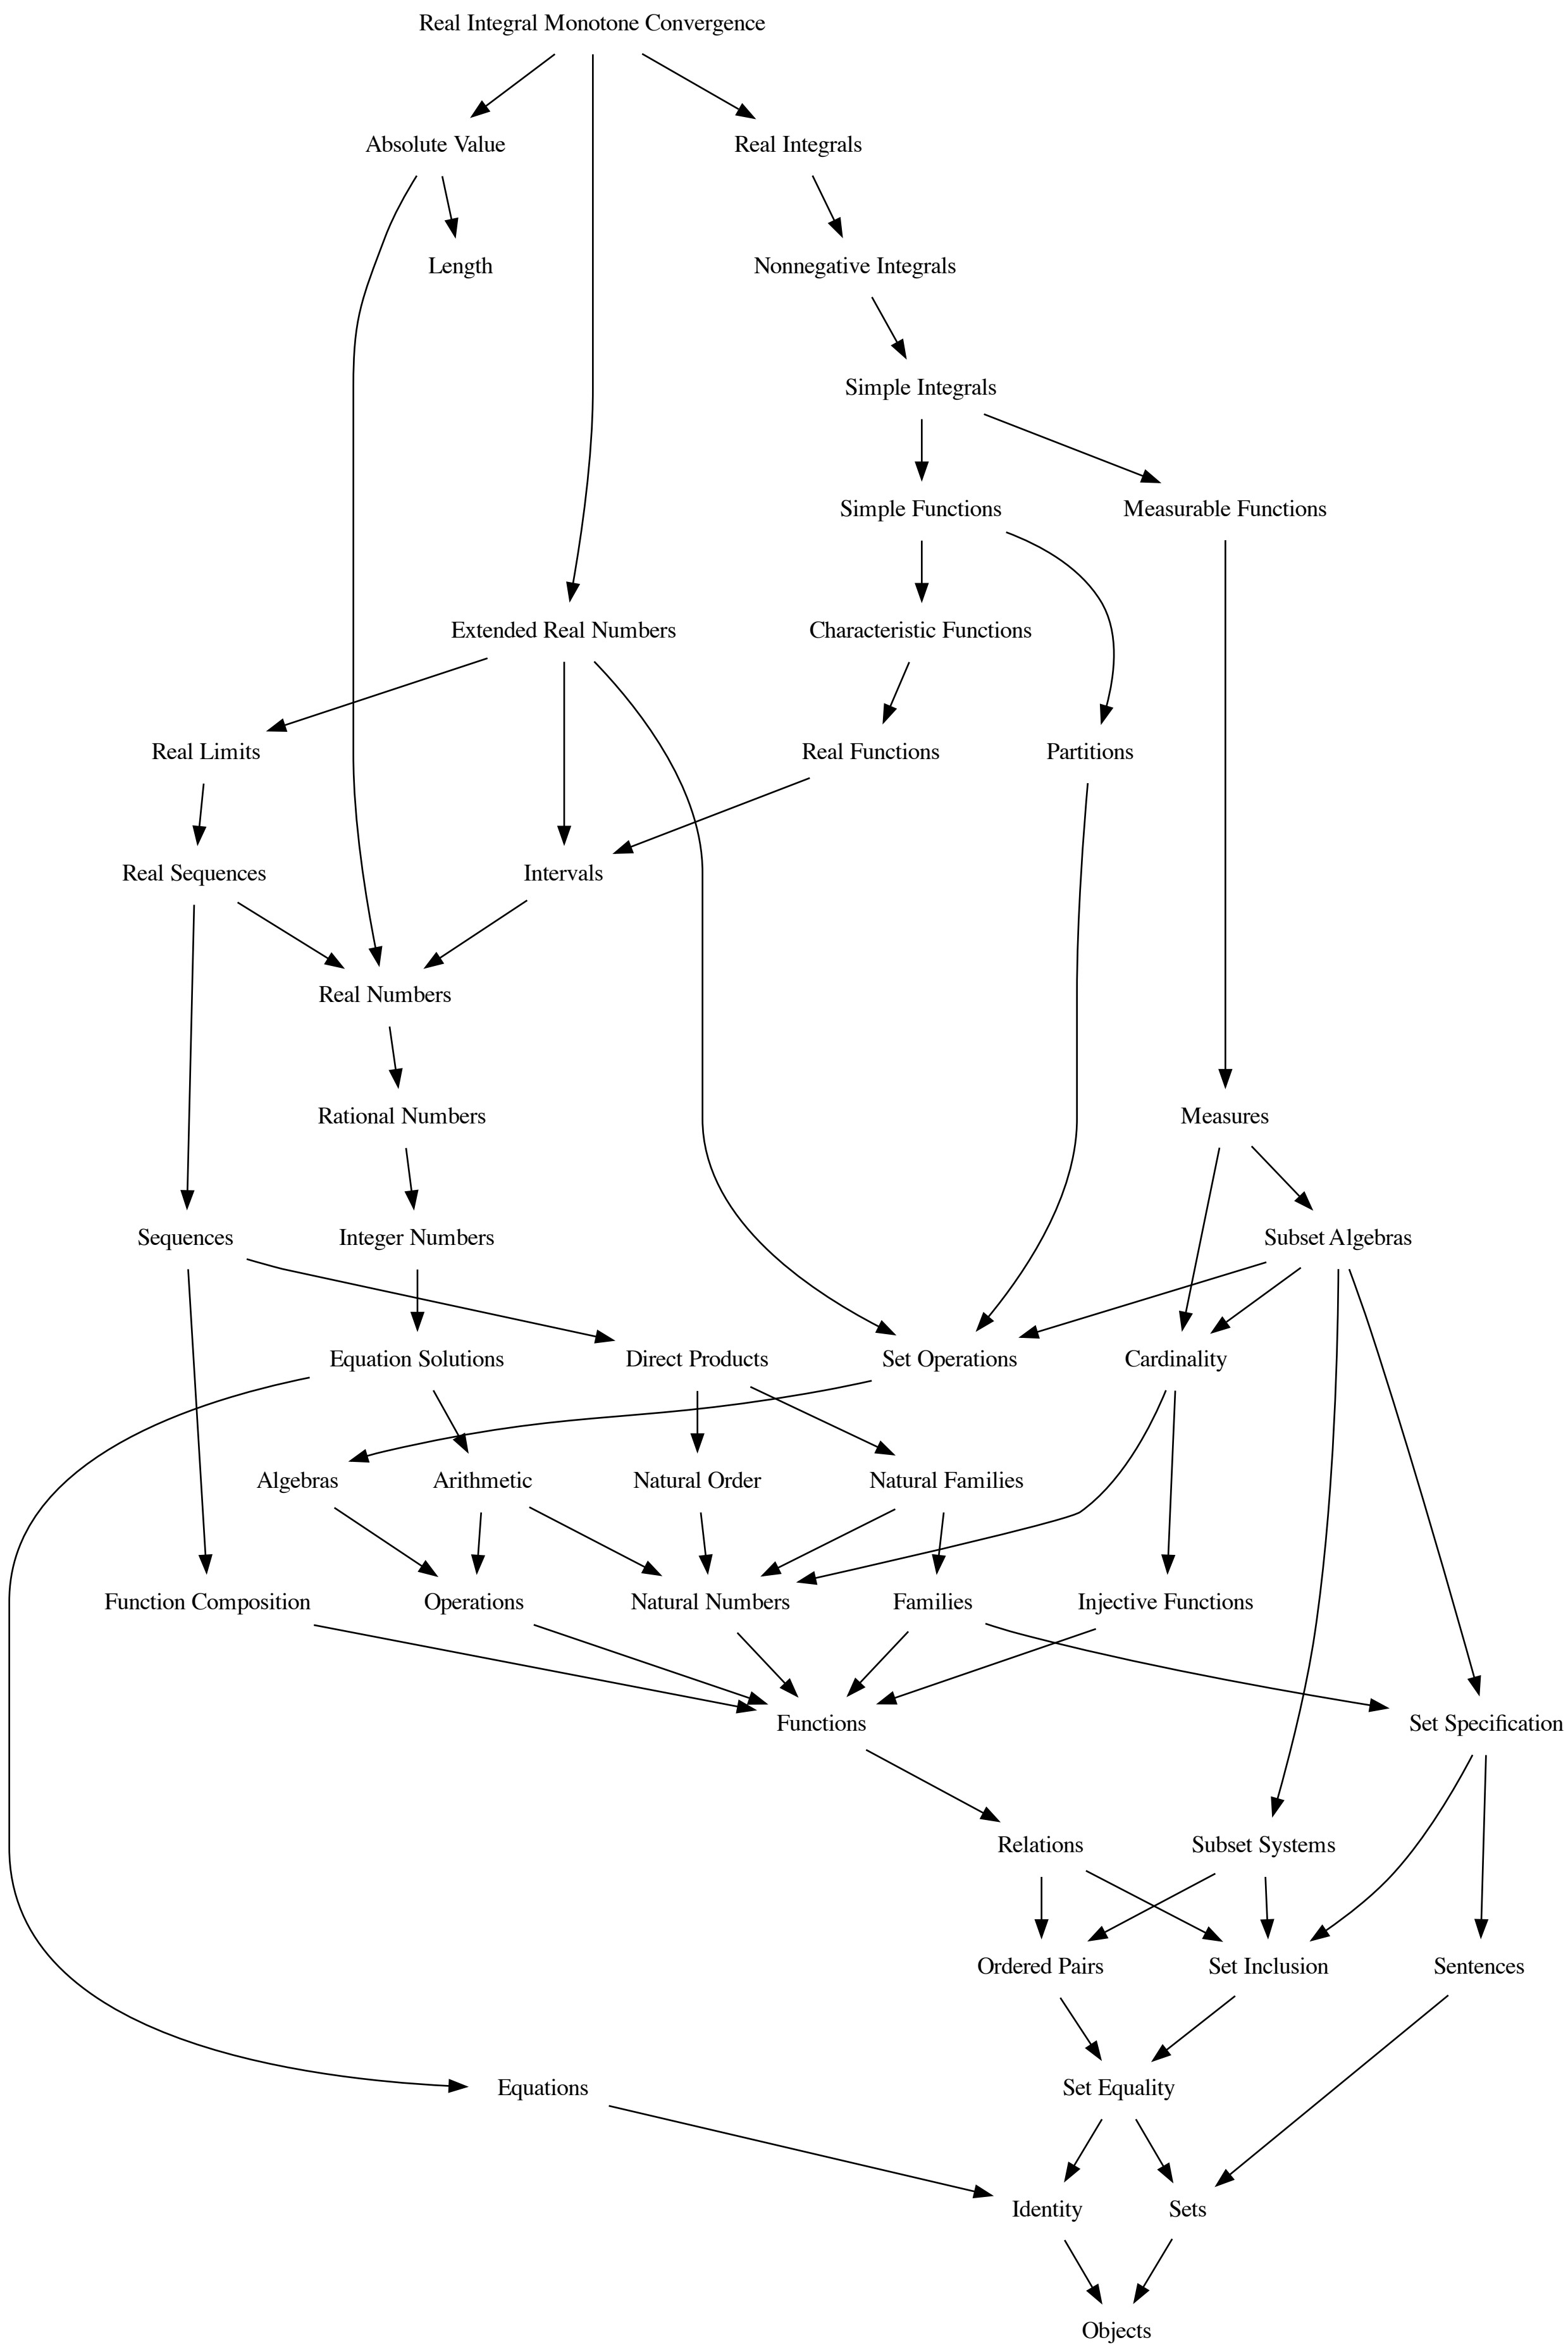 Real Integral Monotone Convergence
Absolute Value
Real Integrals
Length
Nonnegative Integrals
Simple Integrals
Simple Functions
Measurable Functions
Extended Real Numbers
Characteristic Functions
Real Limits
Real Functions
Partitions
Real Sequences
Intervals
Real Numbers
Rational Numbers
Measures
Sequences
Integer Numbers
Subset Algebras
Equation Solutions
Direct Products
Set Operations
Cardinality
Algebras
Arithmetic
Natural Order
Natural Families
Function Composition
Operations
Natural Numbers
Families
Injective Functions
Functions
Set Specification
Relations
Subset Systems
Ordered Pairs
Set Inclusion
Sentences
Equations
Set Equality
Identity
Sets
Objects